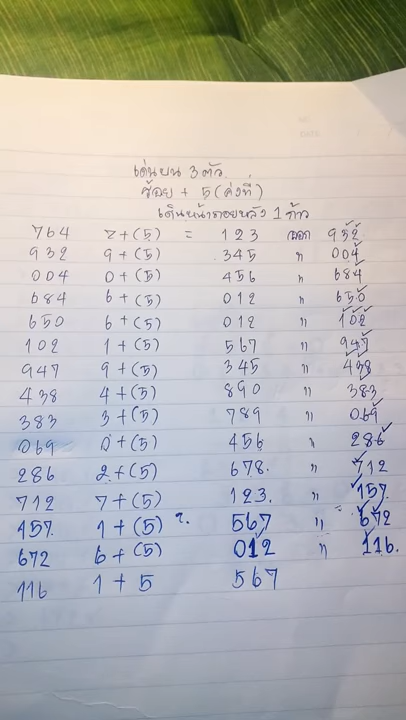 เด่นบน 3 ตัว
ร้อย + 5 (คงที่)
เดินหน้าถอยหลัง 1 ก้าว
764 7+(5) = 123 ออก 932
932 9+(5) 345 " 004
004 0+(5) 456 " 684
684 6+(5) 012 " 650
650 6+(5) 012 " 102
102 1+(5) 567 " 947
947 9+(5) 345 " 438
438 4+(5) 890 " 383
383 3+(5) 789 " 069
069 0+(5) 456 " 286
286 2+(5) 678. " 712
712 7+(5) 123. " 157.
457. 1+(5) 567 " 672
672 6+(5) 012 " 116.
116 1+5 567